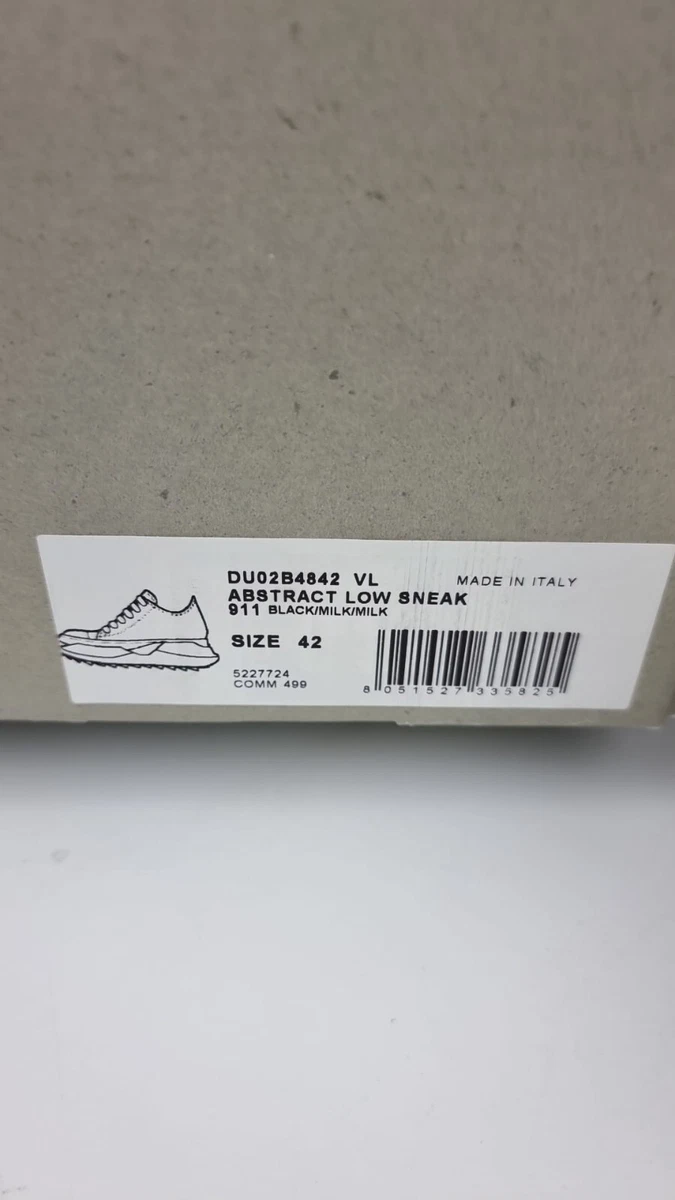 DU02B4842 VL
MADE IN ITALY
ABSTRACT LOW SNEAK
911 BLACK/MILK/MILK
SIZE 42
5227724
COMM 499
8 051527 335825